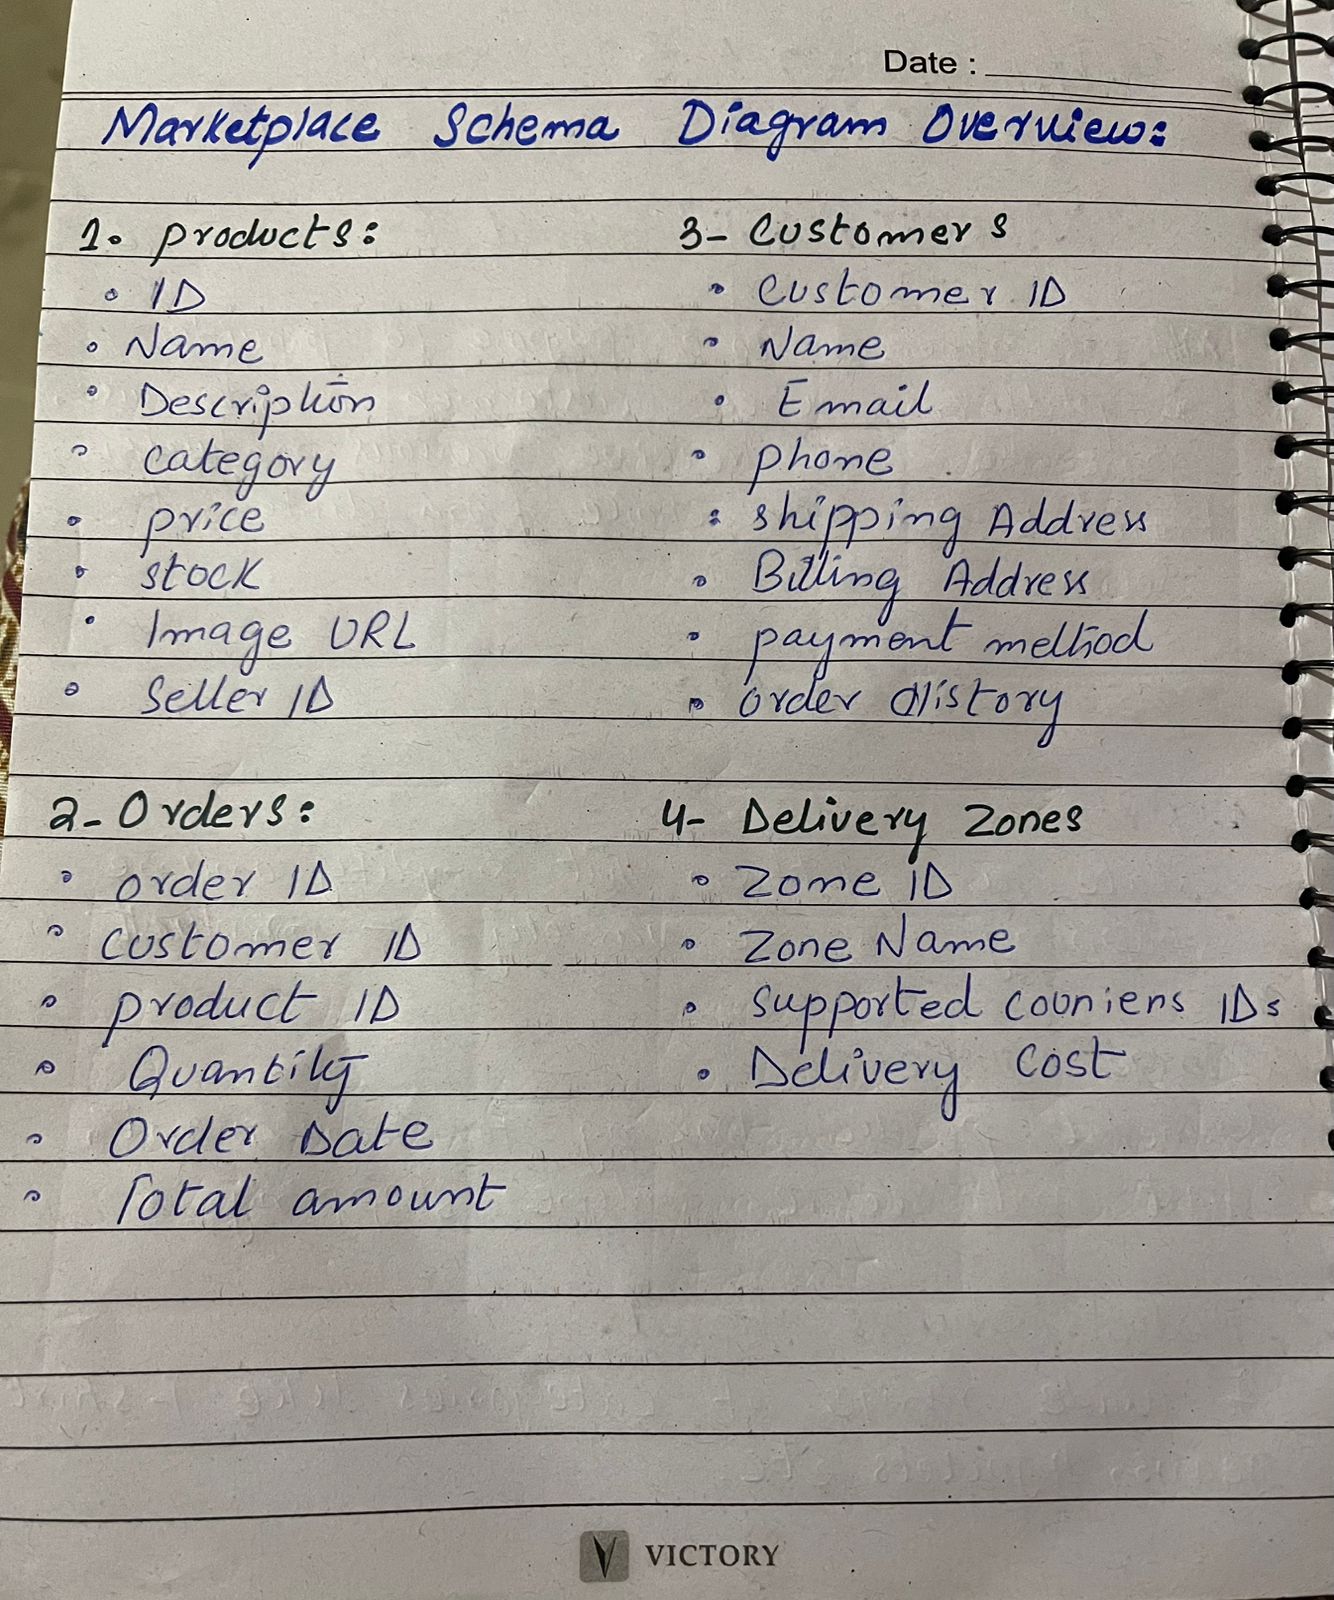 Date :
Marketplace Schema Diagram Overview:
1. products:
ID
Name
Description
category
price
stock
Image URL
Seller ID
2- Orders:
order ID
customer ID
product ID
Quantity
Order Date
Total amount
3- Customers
Customer ID
Name
Email
phone
shipping Address
Billing Address
payment method
order History
4- Delivery Zones
Zone ID
Zone Name
supported IDs
Delivery Cost
VICTORY